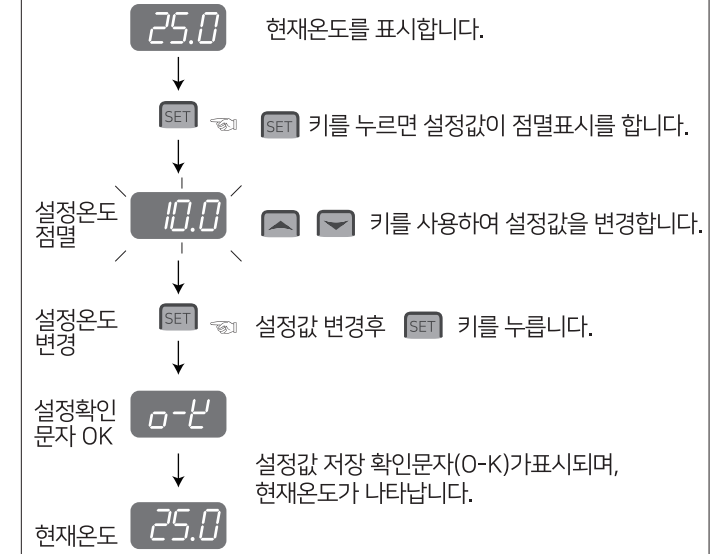 25.0 현재온도를 표시합니다.
SET SET 키를 누르면 설정값이 점멸표시를 합니다.
설정온도
점멸
10.0 키를 사용하여 설정값을 변경합니다.
설정온도
변경
SET 설정값 변경후 SET 키를 누릅니다.
설정확인
문자 OK
o-K
설정값 저장 확인문자(O-K)가표시되며,
현재온도가 나타납니다.
현재온도 25.0